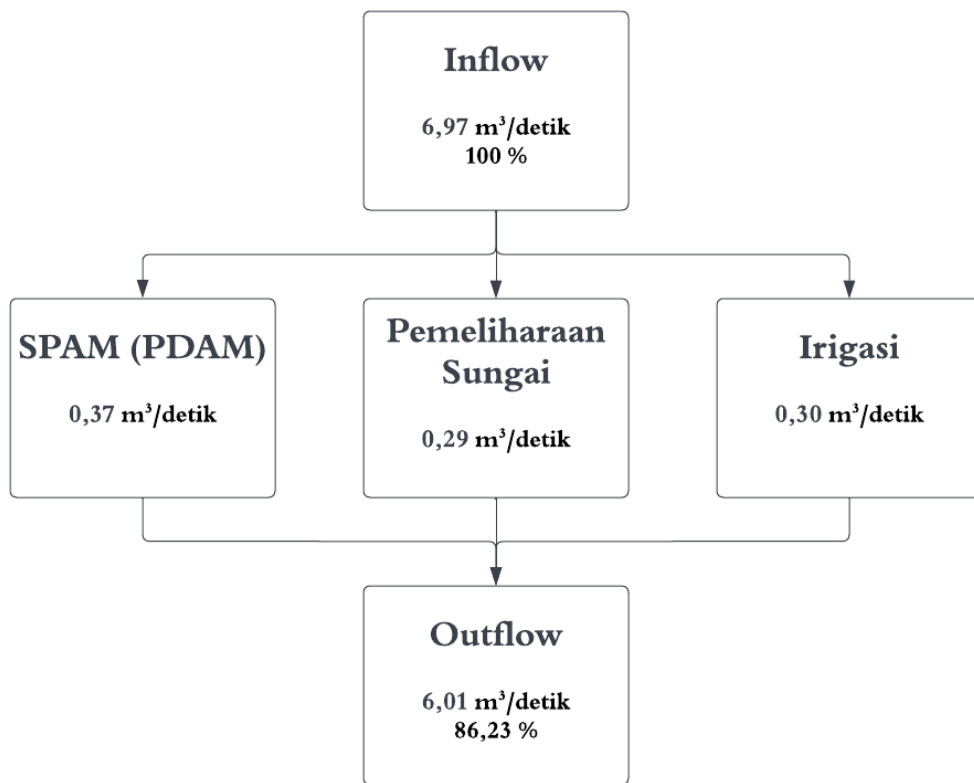 Inflow
6,97 m³/detik
100 %
SPAM (PDAM)
0,37 m³/detik
Pemeliharaan
Sungai
0,29 m³/detik
Irigasi
0,30 m³/detik
Outflow
6,01 m³/detik
86,23 %